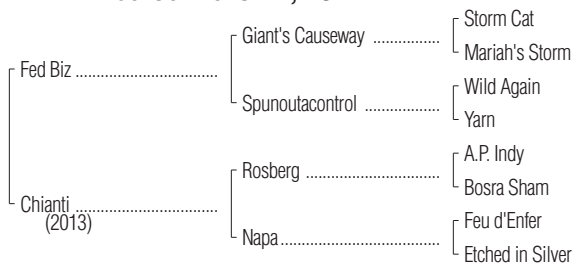 Storm Cat
Giant's Causeway ..................
Mariah's Storm
Fed Biz ................................
Wild Again
Spunoutacontrol ................
Yarn
A.P. Indy
Rosberg ..............................
Bosra Sham
Chianti ................................
(2013)
Feu d'Enfer
Napa...................................
Etched in Silver